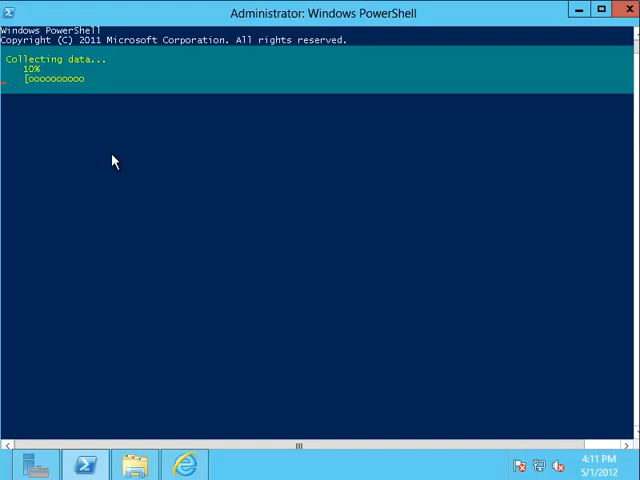 Administrator: Windows PowerShell
Windows PowerShell
Copyright (C) 2011 Microsoft Corporation. All rights reserved.
Collecting data...
10%
[oooooooooo
4:11 PM
5/1/2012